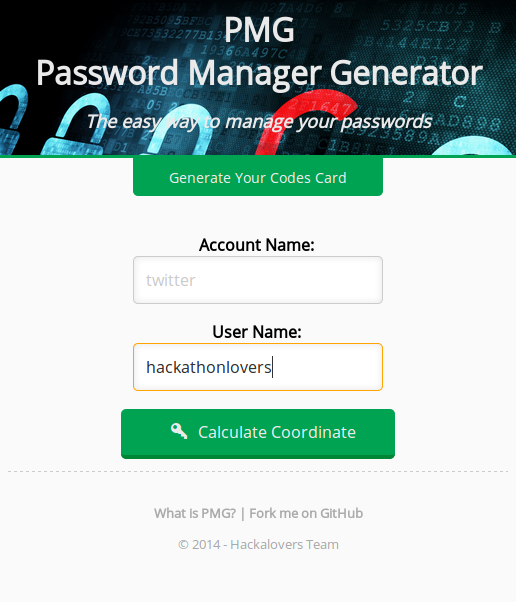 PMG
Password Manager Generator
The easy way to manage your passwords
Generate Your Codes Card
Account Name:
twitter
User Name:
hackathonlovers
Calculate Coordinate
What is PMG? | Fork me on GitHub
© 2014 - Hackalovers Team